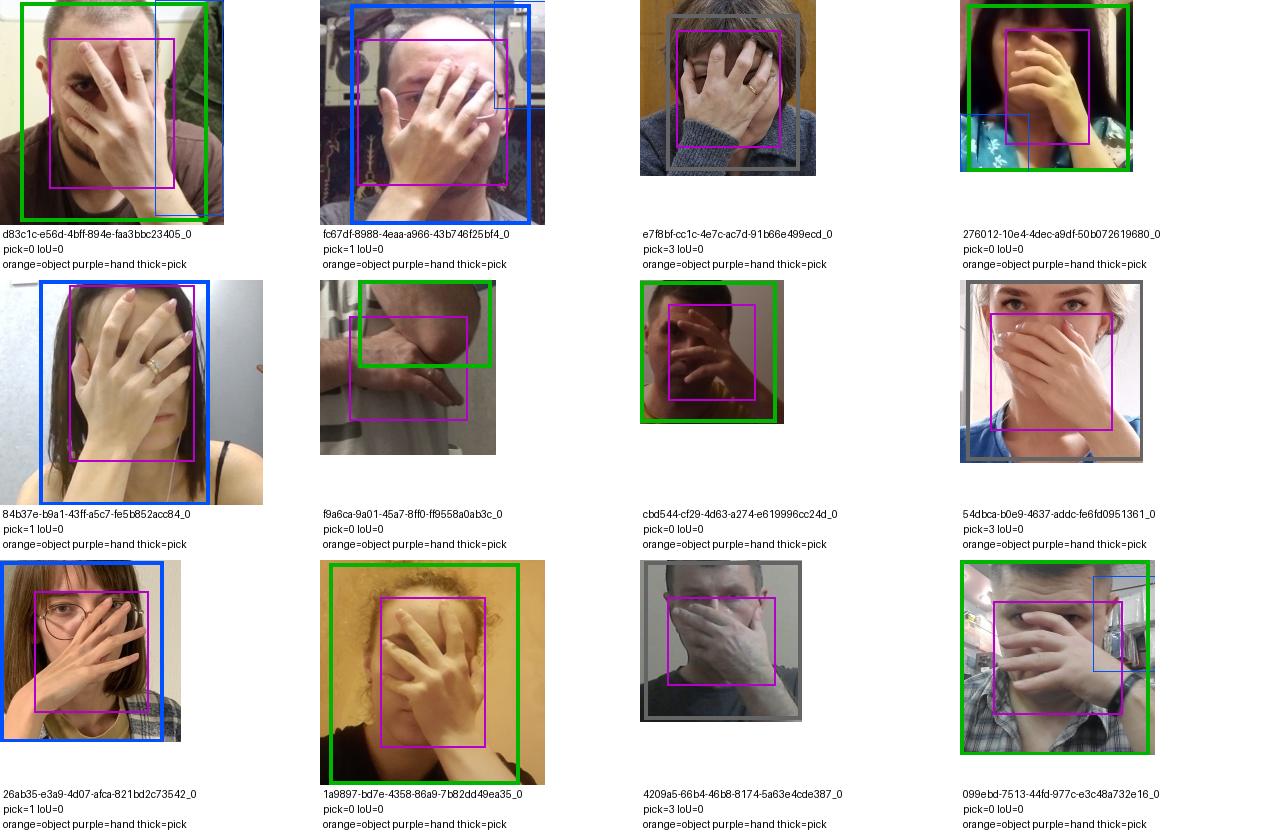 d83c1c-e56d-4bff-894e-faa3bbc23405_0
pick=0 IoU=0
orange=object purple=hand thick=pick
fc67df-8988-4eaa-a966-43b746f25bf4_0
pick=1 IoU=0
orange=object purple=hand thick=pick
e7f8bf-cc1c-4e7c-ac7d-91b66e499ecd_0
pick=3 IoU=0
orange=object purple=hand thick=pick
276012-10e4-4dec-a9df-50b072619680_0
pick=0 IoU=0
orange=object purple=hand thick=pick
84b37e-b9a1-43ff-a5c7-fe5b852acc84_0
pick=1 IoU=0
orange=object purple=hand thick=pick
f9a6ca-9a01-45a7-8ff0-ff9558a0ab3c_0
pick=0 IoU=0
orange=object purple=hand thick=pick
cbd544-cf29-4d63-a274-e619996cc24d_0
pick=0 IoU=0
orange=object purple=hand thick=pick
54dbca-b0e9-4637-addc-fe6fd0951361_0
pick=3 IoU=0
orange=object purple=hand thick=pick
26ab35-e3a9-4d07-afca-821bd2c73542_0
pick=1 IoU=0
orange=object purple=hand thick=pick
1a9897-bd7e-4358-86a9-7b82dd49ea35_0
pick=0 IoU=0
orange=object purple=hand thick=pick
4209a5-66b4-46b8-8174-5a63e4cde387_0
pick=3 IoU=0
orange=object purple=hand thick=pick
099ebd-7513-44fd-977c-e3c48a732e16_0
pick=0 IoU=0
orange=object purple=hand thick=pick